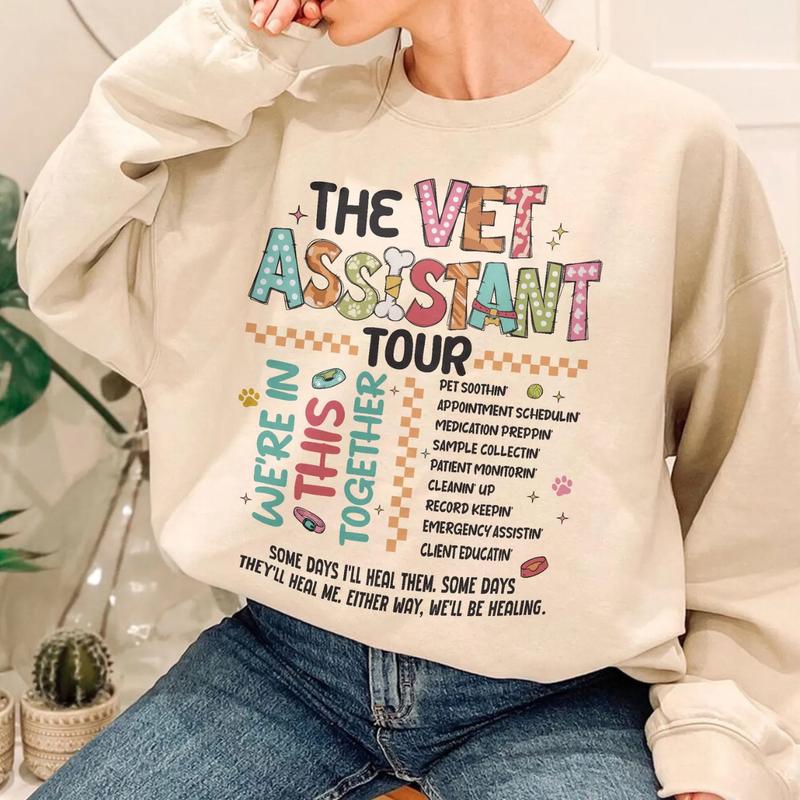 THE VET
ASSISTANT
TOUR
WE'RE IN
THIS
TOGETHER
PET SOOTHIN'
APPOINTMENT SCHEDULIN'
MEDICATION PREPPIN'
SAMPLE COLLECTIN'
PATIENT MONITORIN'
CLEANIN' UP
RECORD KEEPIN'
EMERGENCY ASSISTIN'
CLIENT EDUCATIN'
SOME DAYS I'LL HEAL THEM. SOME DAYS
THEY'LL HEAL ME. EITHER WAY, WE'LL BE HEALING.